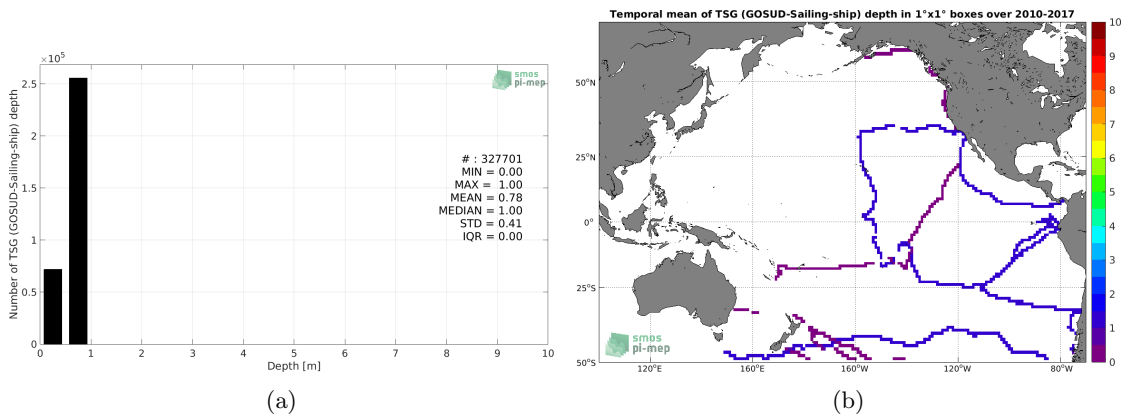 ×10⁵
2.5
2
1.5
1
0.5
0
0 1 2 3 4 5 6 7 8 9 10
Number of TSG (GOSUD-Sailing-ship) depth
Depth [m]
smos
pi-mep
# : 327701
MIN = 0.00
MAX = 1.00
MEAN = 0.78
MEDIAN = 1.00
STD = 0.41
IQR = 0.00
(a)
Temporal mean of TSG (GOSUD-Sailing-ship) depth in 1°x1° boxes over 2010-2017
50°N
25°N
0°
25°S
50°S
120°E 160°E 160°W 120°W 80°W
smos
pi-mep
10
9
8
7
6
5
4
3
2
1
0
(b)